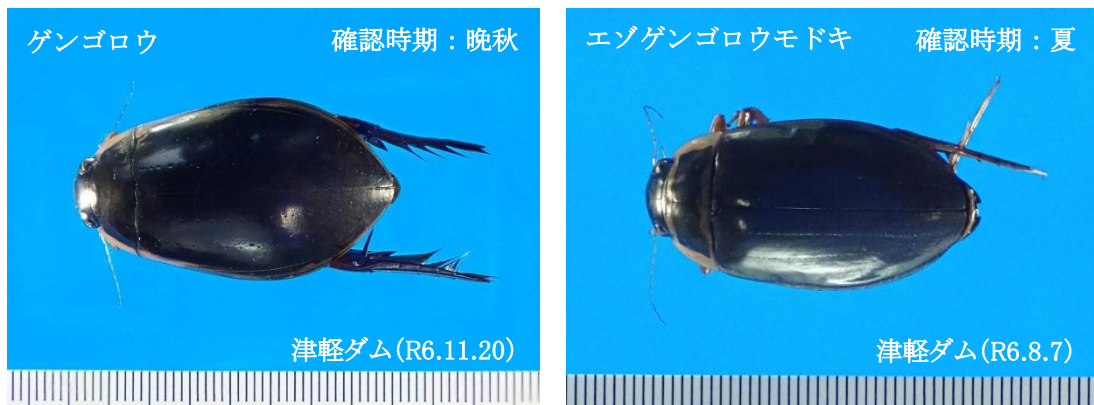 ゲンゴロウ
確認時期：晩秋
津軽ダム(R6.11.20)
エゾゲンゴロウモドキ
確認時期：夏
津軽ダム(R6.8.7)